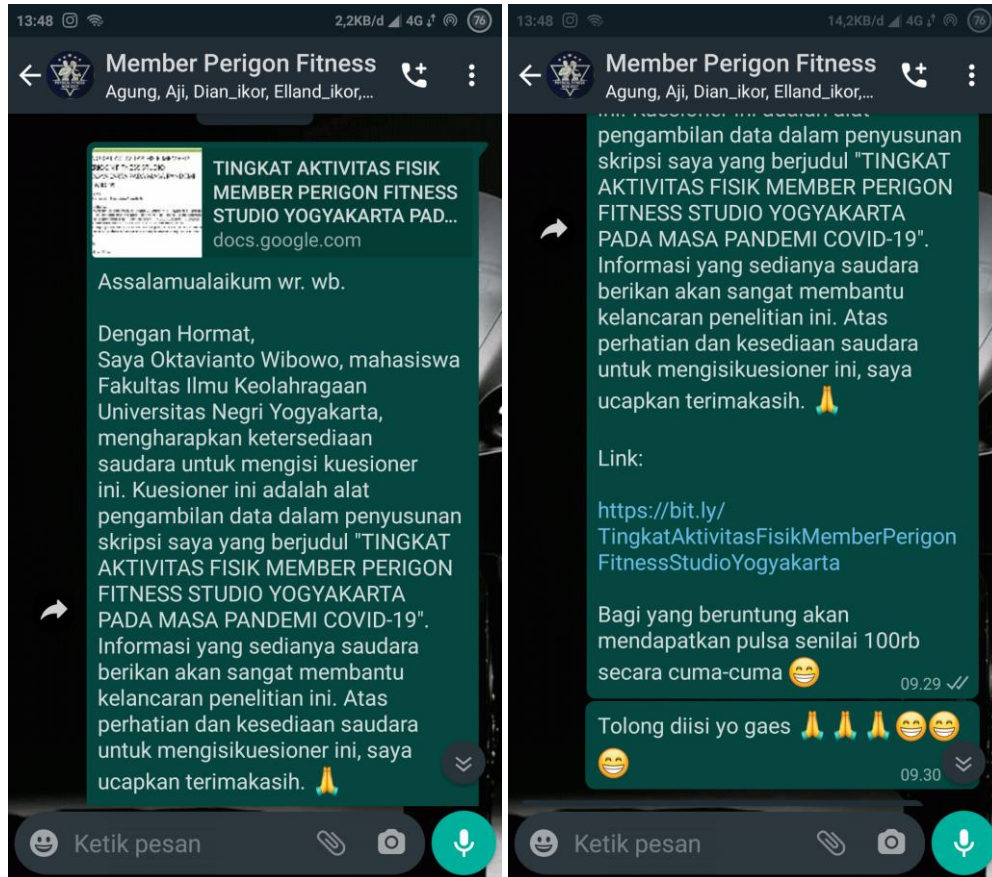 13:48
2,2KB/d 4G 76
Member Perigon Fitness
Agung, Aji, Dian_ikor, Elland_ikor,...
TINGKAT AKTIVITAS FISIK
MEMBER PERIGON FITNESS
STUDIO YOGYAKARTA PAD...
docs.google.com
Assalamualaikum wr. wb.
Dengan Hormat,
Saya Oktavianto Wibowo, mahasiswa
Fakultas Ilmu Keolahragaan
Universitas Negri Yogyakarta,
mengharapkan ketersediaan
saudara untuk mengisi kuesioner
ini. Kuesioner ini adalah alat
pengambilan data dalam penyusunan
skripsi saya yang berjudul "TINGKAT
AKTIVITAS FISIK MEMBER PERIGON
FITNESS STUDIO YOGYAKARTA
PADA MASA PANDEMI COVID-19".
Informasi yang sedianya saudara
berikan akan sangat membantu
kelancaran penelitian ini. Atas
perhatian dan kesediaan saudara
untuk mengisikuesioner ini, saya
ucapkan terimakasih. 🙏
Ketik pesan
13:48
14,2KB/d 4G 76
Member Perigon Fitness
Agung, Aji, Dian_ikor, Elland_ikor,...
ini. Kuesioner ini adalah alat
pengambilan data dalam penyusunan
skripsi saya yang berjudul "TINGKAT
AKTIVITAS FISIK MEMBER PERIGON
FITNESS STUDIO YOGYAKARTA
PADA MASA PANDEMI COVID-19".
Informasi yang sedianya saudara
berikan akan sangat membantu
kelancaran penelitian ini. Atas
perhatian dan kesediaan saudara
untuk mengisikuesioner ini, saya
ucapkan terimakasih. 🙏
Link:
https://bit.ly/
TingkatAktivitasFisikMemberPerigon
FitnessStudioYogyakarta
Bagi yang beruntung akan
mendapatkan pulsa senilai 100rb
secara cuma-cuma 😁
09.29
Tolong diisi yo gaes 🙏🙏🙏😁😁
😁
09.30
Ketik pesan